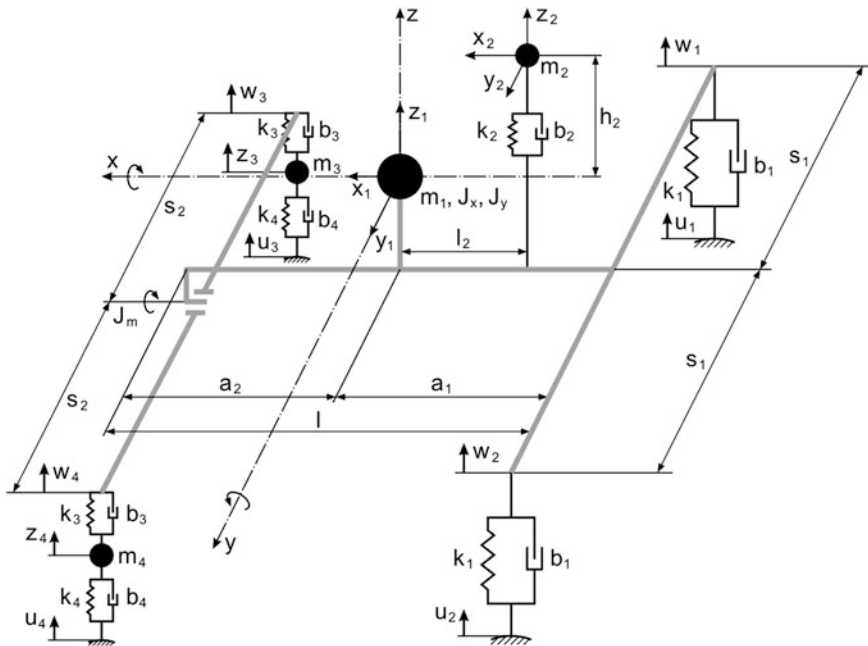 z
z₂
x₂
m₂
y₂
w₁
w₃
k₃
b₃
z₁
k₂
b₂
h₂
s₁
z₃
m₃
x
x₁
m₁, Jₓ, Jᵧ
k₁
b₁
s₂
k₄
b₄
u₃
y₁
l₂
u₁
Jₘ
s₁
a₂
a₁
s₂
l
w₂
w₄
k₃
b₃
y
z₄
m₄
k₁
b₁
k₄
b₄
u₄
u₂